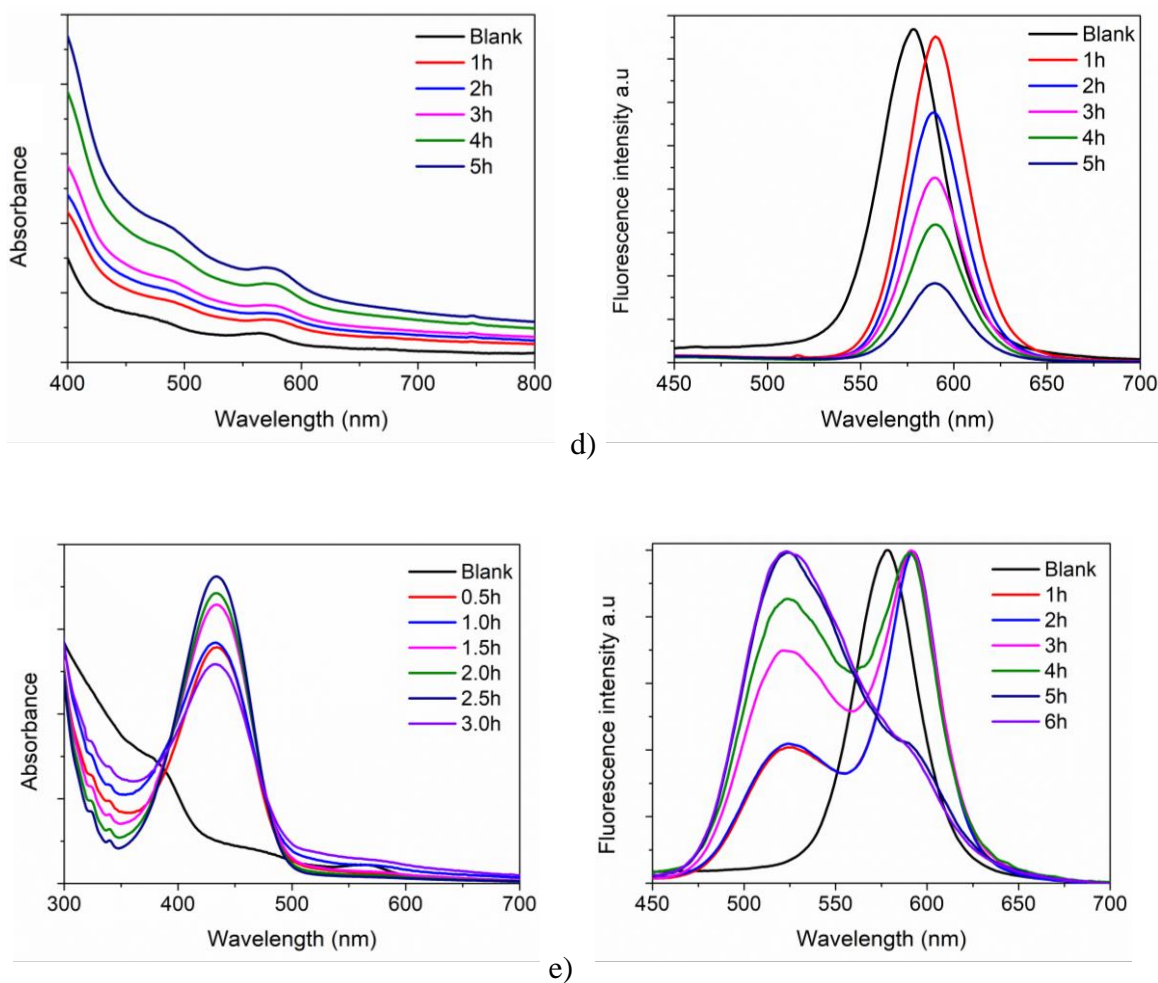 Absorbance
Blank
1h
2h
3h
4h
5h
400 500 600 700 800
Wavelength (nm)
Fluorescence intensity a.u
Blank
1h
2h
3h
4h
5h
450 500 550 600 650 700
Wavelength (nm)
d)
Absorbance
Blank
0.5h
1.0h
1.5h
2.0h
2.5h
3.0h
300 400 500 600 700
Wavelength (nm)
Fluorescence intensity a.u
Blank
1h
2h
3h
4h
5h
6h
450 500 550 600 650 700
Wavelength (nm)
e)